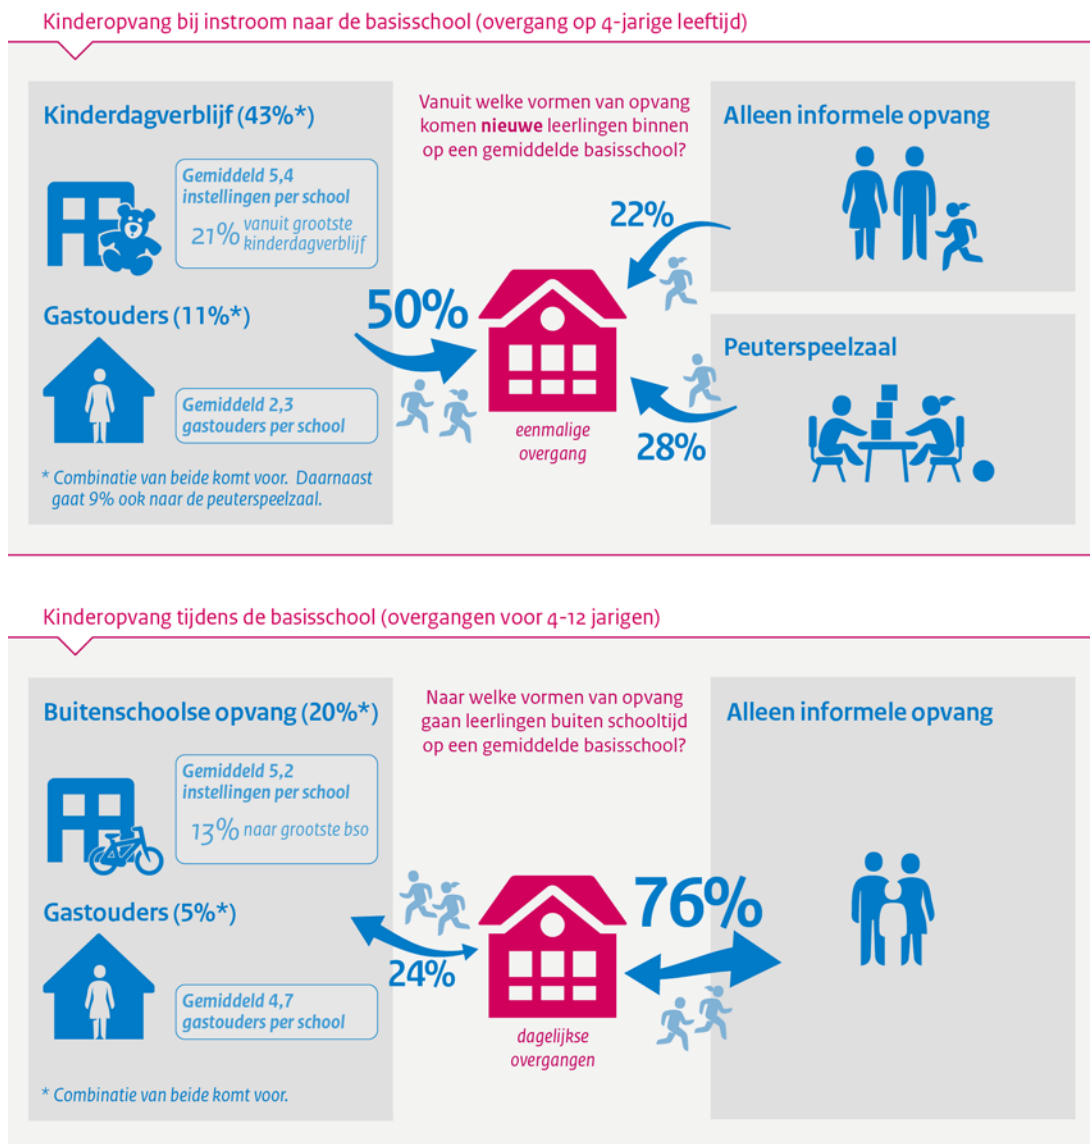 Kinderopvang bij instroom naar de basisschool (overgang op 4-jarige leeftijd)
Kinderdagverblijf (43%*)
Gemiddeld 5,4
instellingen per school
21% vanuit grootste
kinderdagverblijf
Gastouders (11%*)
Gemiddeld 2,3
gastouders per school
* Combinatie van beide komt voor. Daarnaast
gaat 9% ook naar de peuterspeelzaal.
Vanuit welke vormen van opvang
komen nieuwe leerlingen binnen
op een gemiddelde basisschool?
50%
22%
28%
eenmalige
overgang
Alleen informele opvang
Peuterspeelzaal
Kinderopvang tijdens de basisschool (overgangen voor 4-12 jarigen)
Buitenschoolse opvang (20%*)
Gemiddeld 5,2
instellingen per school
13% naar grootste bso
Gastouders (5%*)
Gemiddeld 4,7
gastouders per school
* Combinatie van beide komt voor.
Naar welke vormen van opvang
gaan leerlingen buiten schooltijd
op een gemiddelde basisschool?
24%
76%
dagelijkse
overgangen
Alleen informele opvang